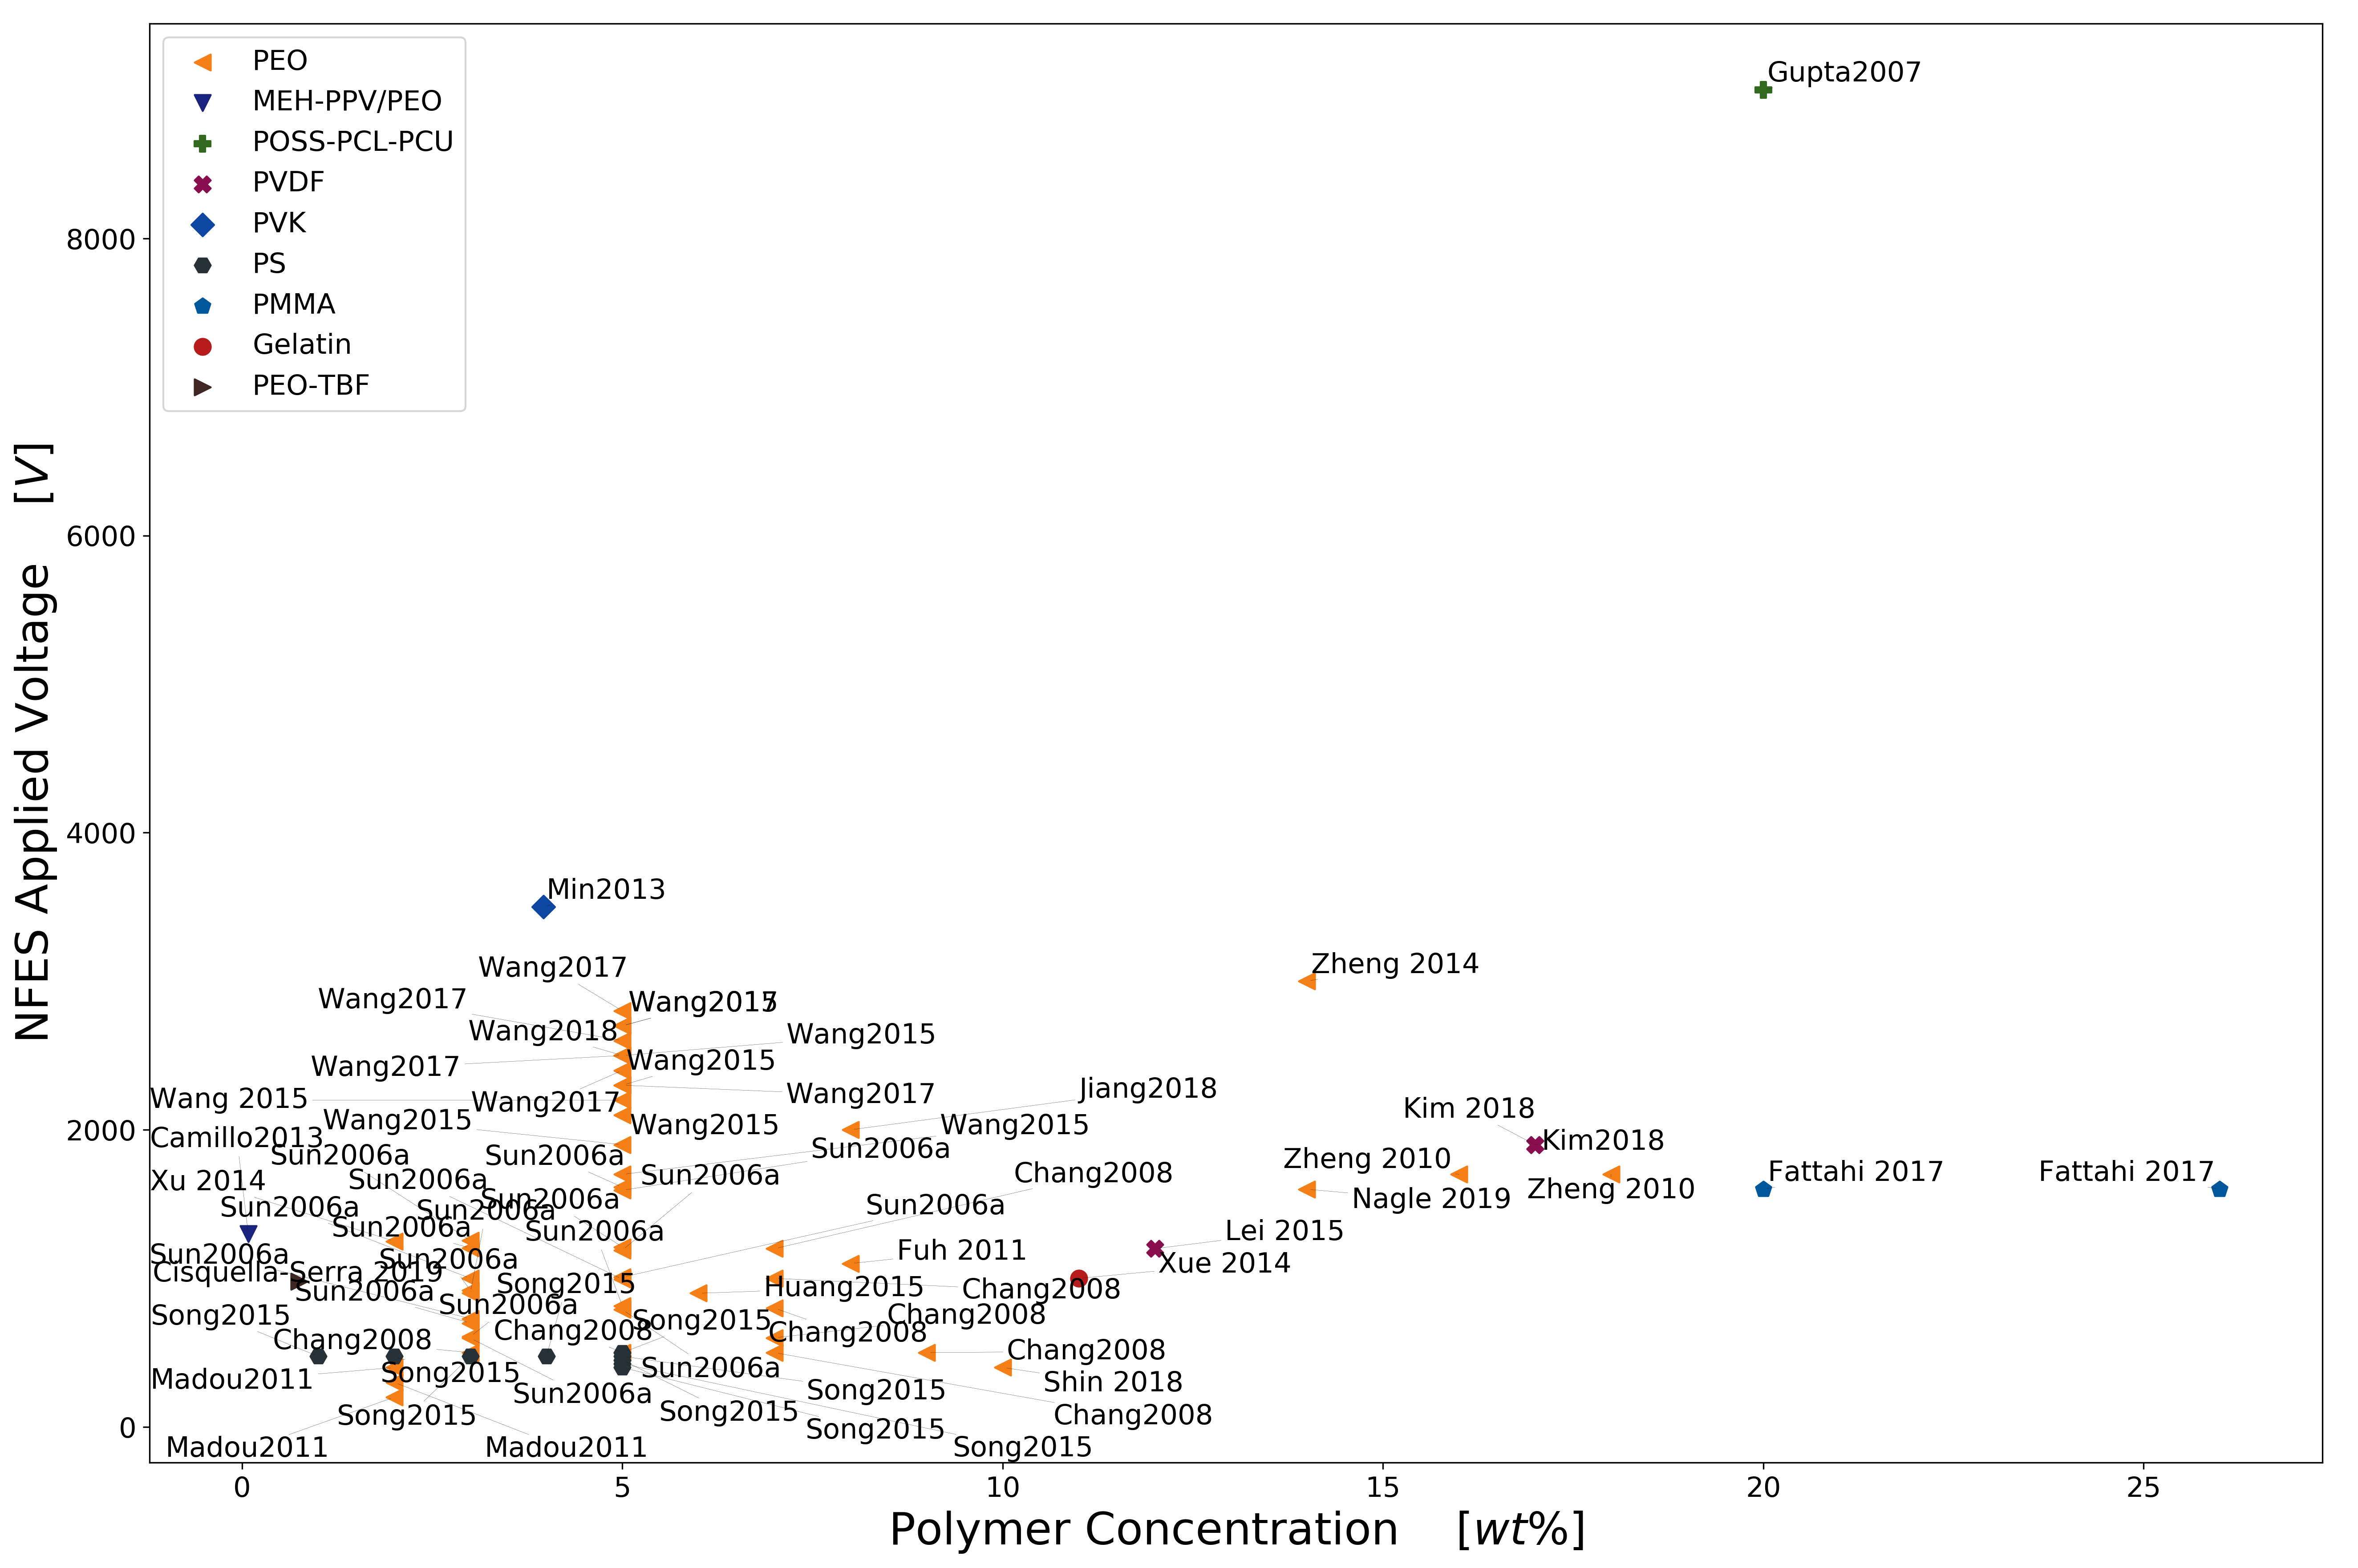 Gupta2007
PEO
MEH-PPV/PEO
POSS-PCL-PCU
PVDF
PVK
PS
PMMA
Gelatin
PEO-TBF
8000
6000
4000
2000
0
NFES Applied Voltage [V]
Min2013
Zheng 2014
Wang2017
Wang2017
Wang2018
Wang2015
Wang2017
Wang2015
Wang 2015
Wang2017
Wang2017
Jiang2018
Wang2015
Wang2015
Wang2015
Kim 2018
Kim2018
Camillo2013
Sun2006a
Sun2006a
Sun2006a
Xu 2014
Sun2006a
Sun2006a
Sun2006a
Chang2008
Zheng 2010
Nagle 2019
Zheng 2010
Fattahi 2017
Fattahi 2017
Sun2006a
Sun2006a
Sun2006a
Sun2006a
Sun2006a
Lei 2015
Xue 2014
Sun2006a
Sun2006a
Fuh 2011
Cisquella-Serra 2019
Sun2006a
Song2015
Huang2015
Chang2008
Song2015
Sun2006a
Song2015
Chang2008
Chang2008
Chang2008
Chang2008
Chang2008
Madou2011
Song2015
Sun2006a
Sun2006a
Song2015
Shin 2018
Song2015
Song2015
Song2015
Chang2008
Madou2011
Madou2011
Song2015
0
5
10
15
20
25
Polymer Concentration [wt%]